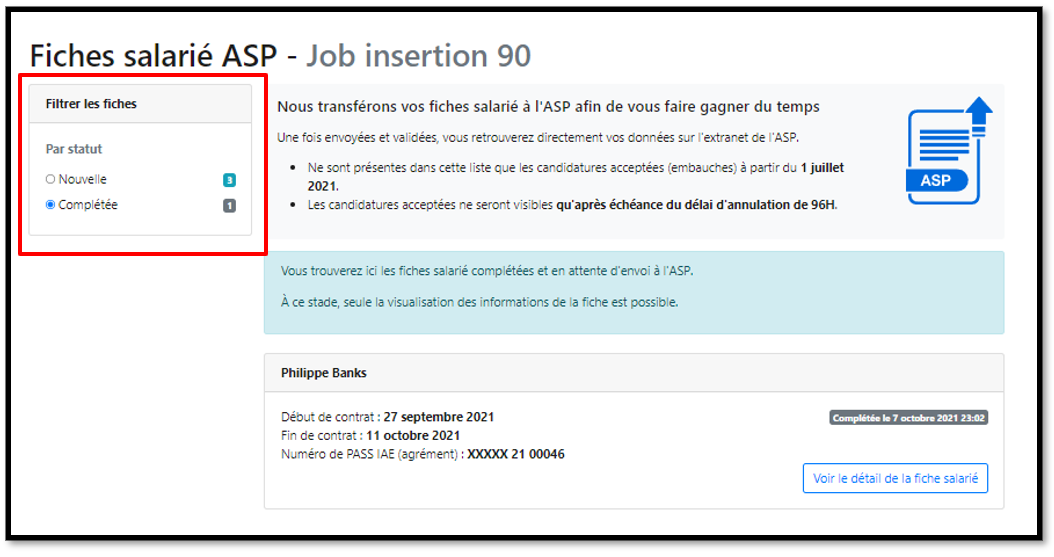 Fiches salarié ASP - Job insertion 90
Filtrer les fiches
Par statut
Nouvelle 3
Complétée 1
Nous transférons vos fiches salarié à l'ASP afin de vous faire gagner du temps
Une fois envoyées et validées, vous retrouverez directement vos données sur l'extranet de l'ASP.
Ne sont présentes dans cette liste que les candidatures acceptées (embauches) à partir du 1 juillet
2021.
Les candidatures acceptées ne seront visibles qu'après échéance du délai d'annulation de 96H.
ASP
Vous trouverez ici les fiches salarié complétées et en attente d'envoi à l'ASP.
À ce stade, seule la visualisation des informations de la fiche est possible.
Philippe Banks
Début de contrat : 27 septembre 2021
Complétée le 7 octobre 2021 23:02
Fin de contrat : 11 octobre 2021
Numéro de PASS IAE (agrément) : XXXXX 21 00046
Voir le détail de la fiche salarié